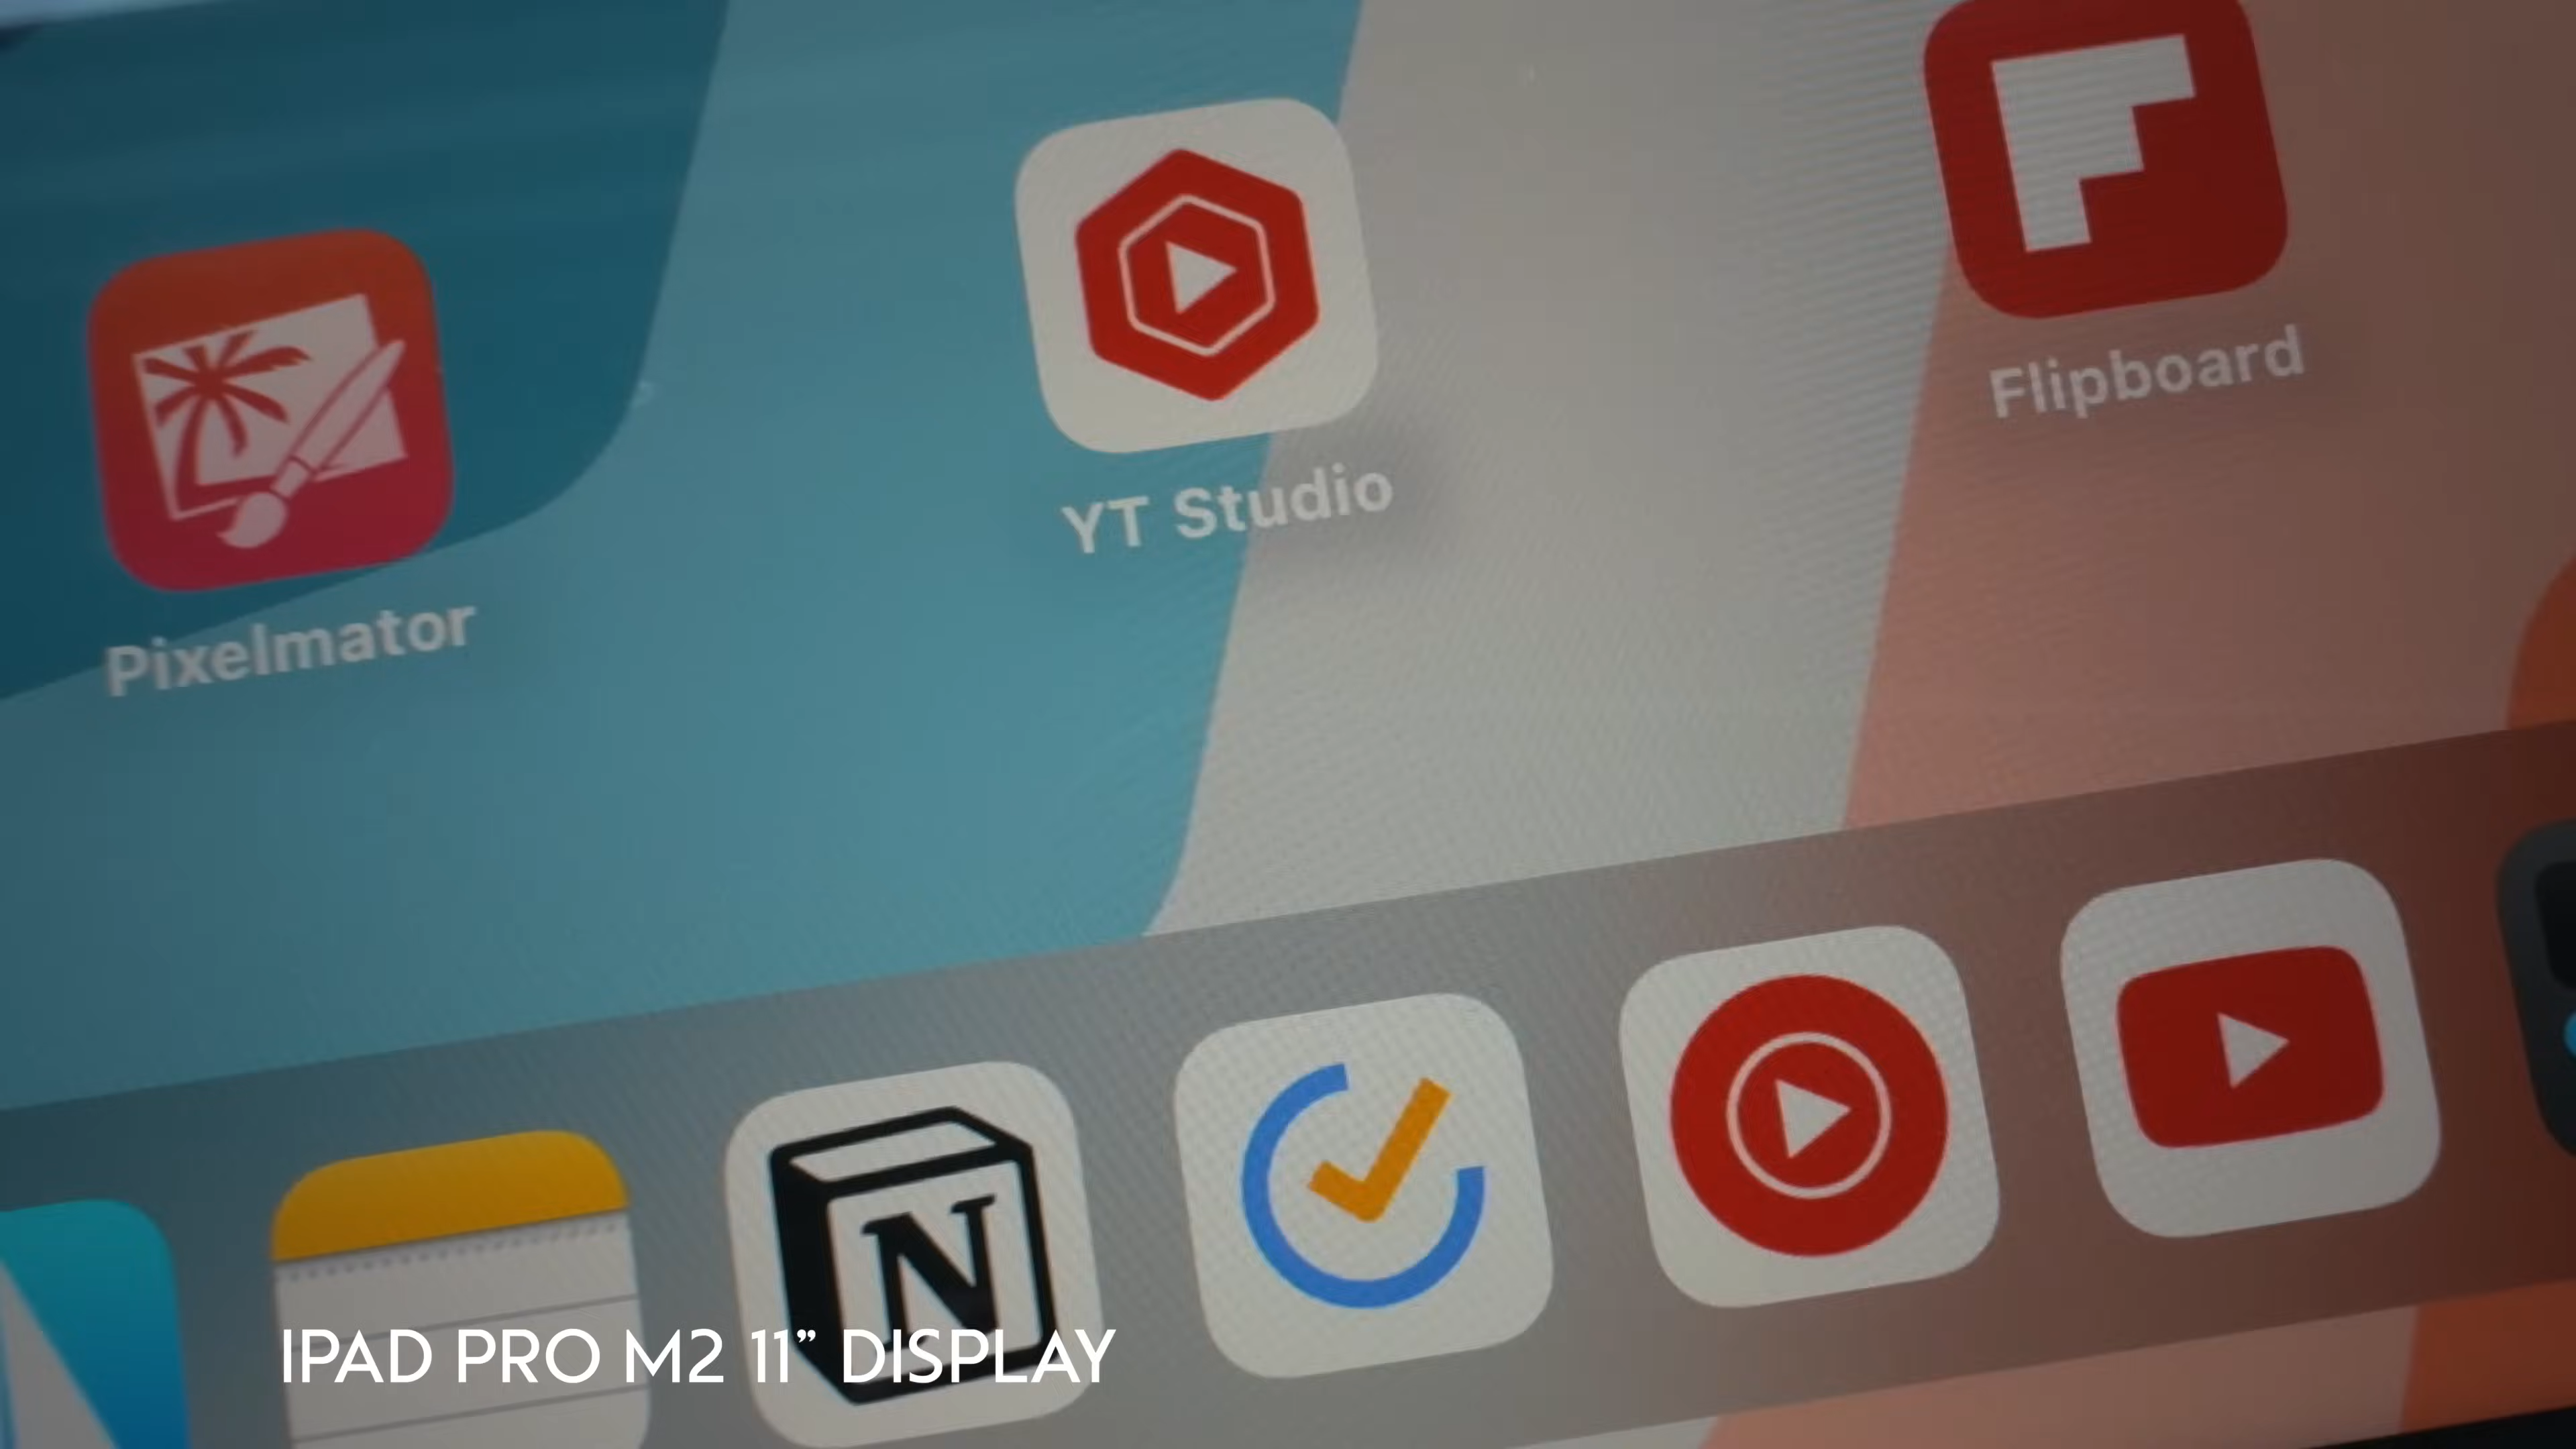 Flipboard
YT Studio
Pixelmator
N
IPAD PRO M2 11” DISPLAY